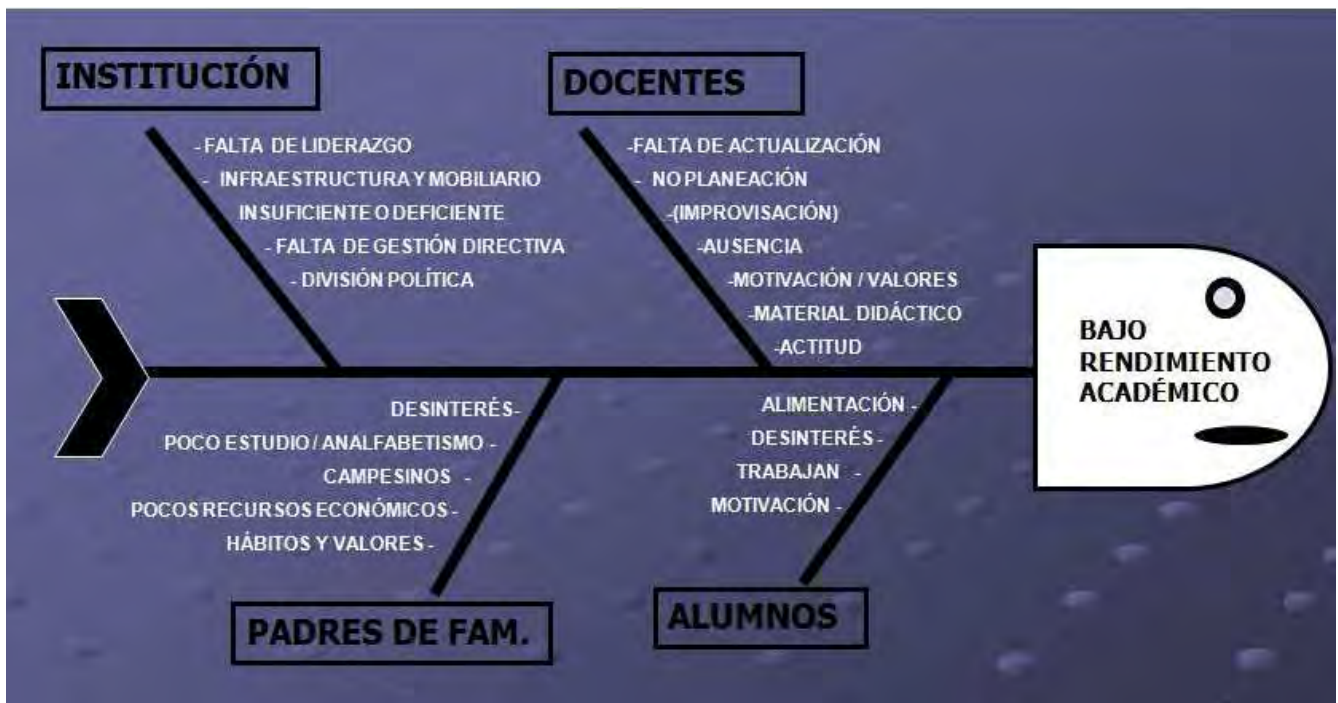 INSTITUCIÓN
- FALTA DE LIDERAZGO
- INFRAESTRUCTURA Y MOBILIARIO
INSUFICIENTE O DEFICIENTE
- FALTA DE GESTIÓN DIRECTIVA
- DIVISIÓN POLÍTICA
DOCENTES
-FALTA DE ACTUALIZACIÓN
- NO PLANEACIÓN
-(IMPROVISACIÓN)
-AUSENCIA
-MOTIVACIÓN / VALORES
-MATERIAL DIDÁCTICO
-ACTITUD
BAJO
RENDIMIENTO
ACADÉMICO
DESINTERÉS-
POCO ESTUDIO / ANALFABETISMO -
CAMPESINOS -
POCOS RECURSOS ECONÓMICOS -
HÁBITOS Y VALORES -
PADRES DE FAM.
ALIMENTACIÓN -
DESINTERÉS -
TRABAJAN -
MOTIVACIÓN -
ALUMNOS